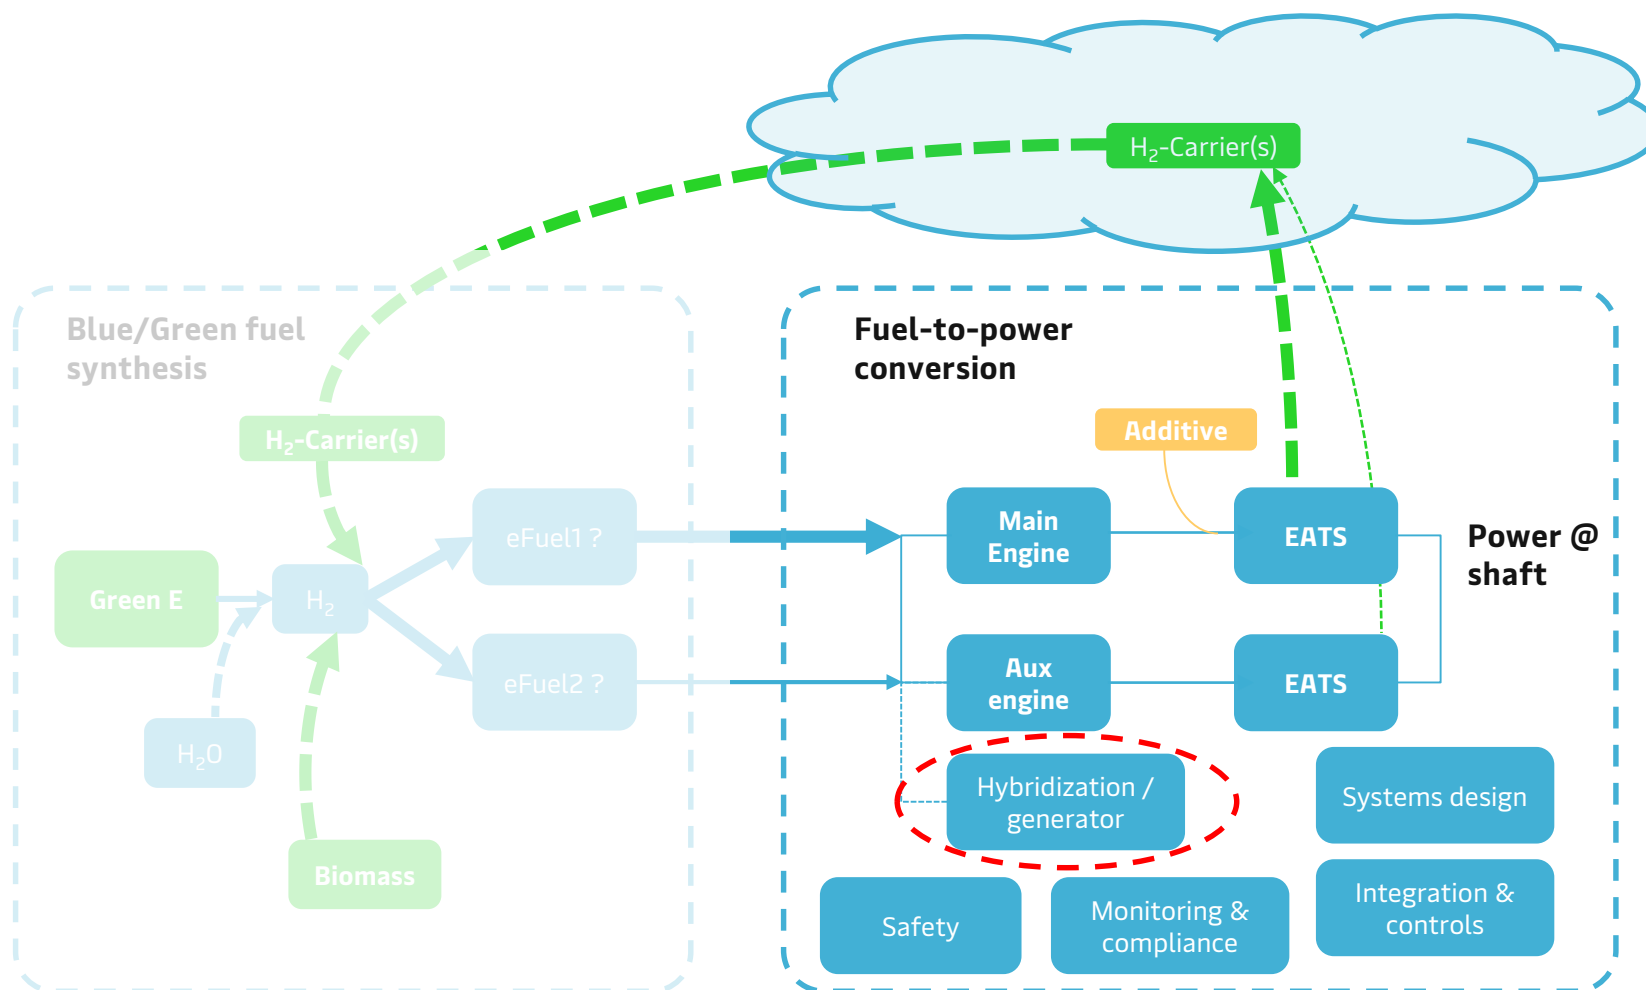 H₂-Carrier(s)
Blue/Green fuel
synthesis
H₂-Carrier(s)
eFuel1 ?
Green E
H₂
eFuel2 ?
H₂O
Biomass
Fuel-to-power
conversion
Additive
Main
Engine
EATS
Power @
shaft
Aux
engine
EATS
Hybridization /
generator
Systems design
Safety
Monitoring &
compliance
Integration &
controls